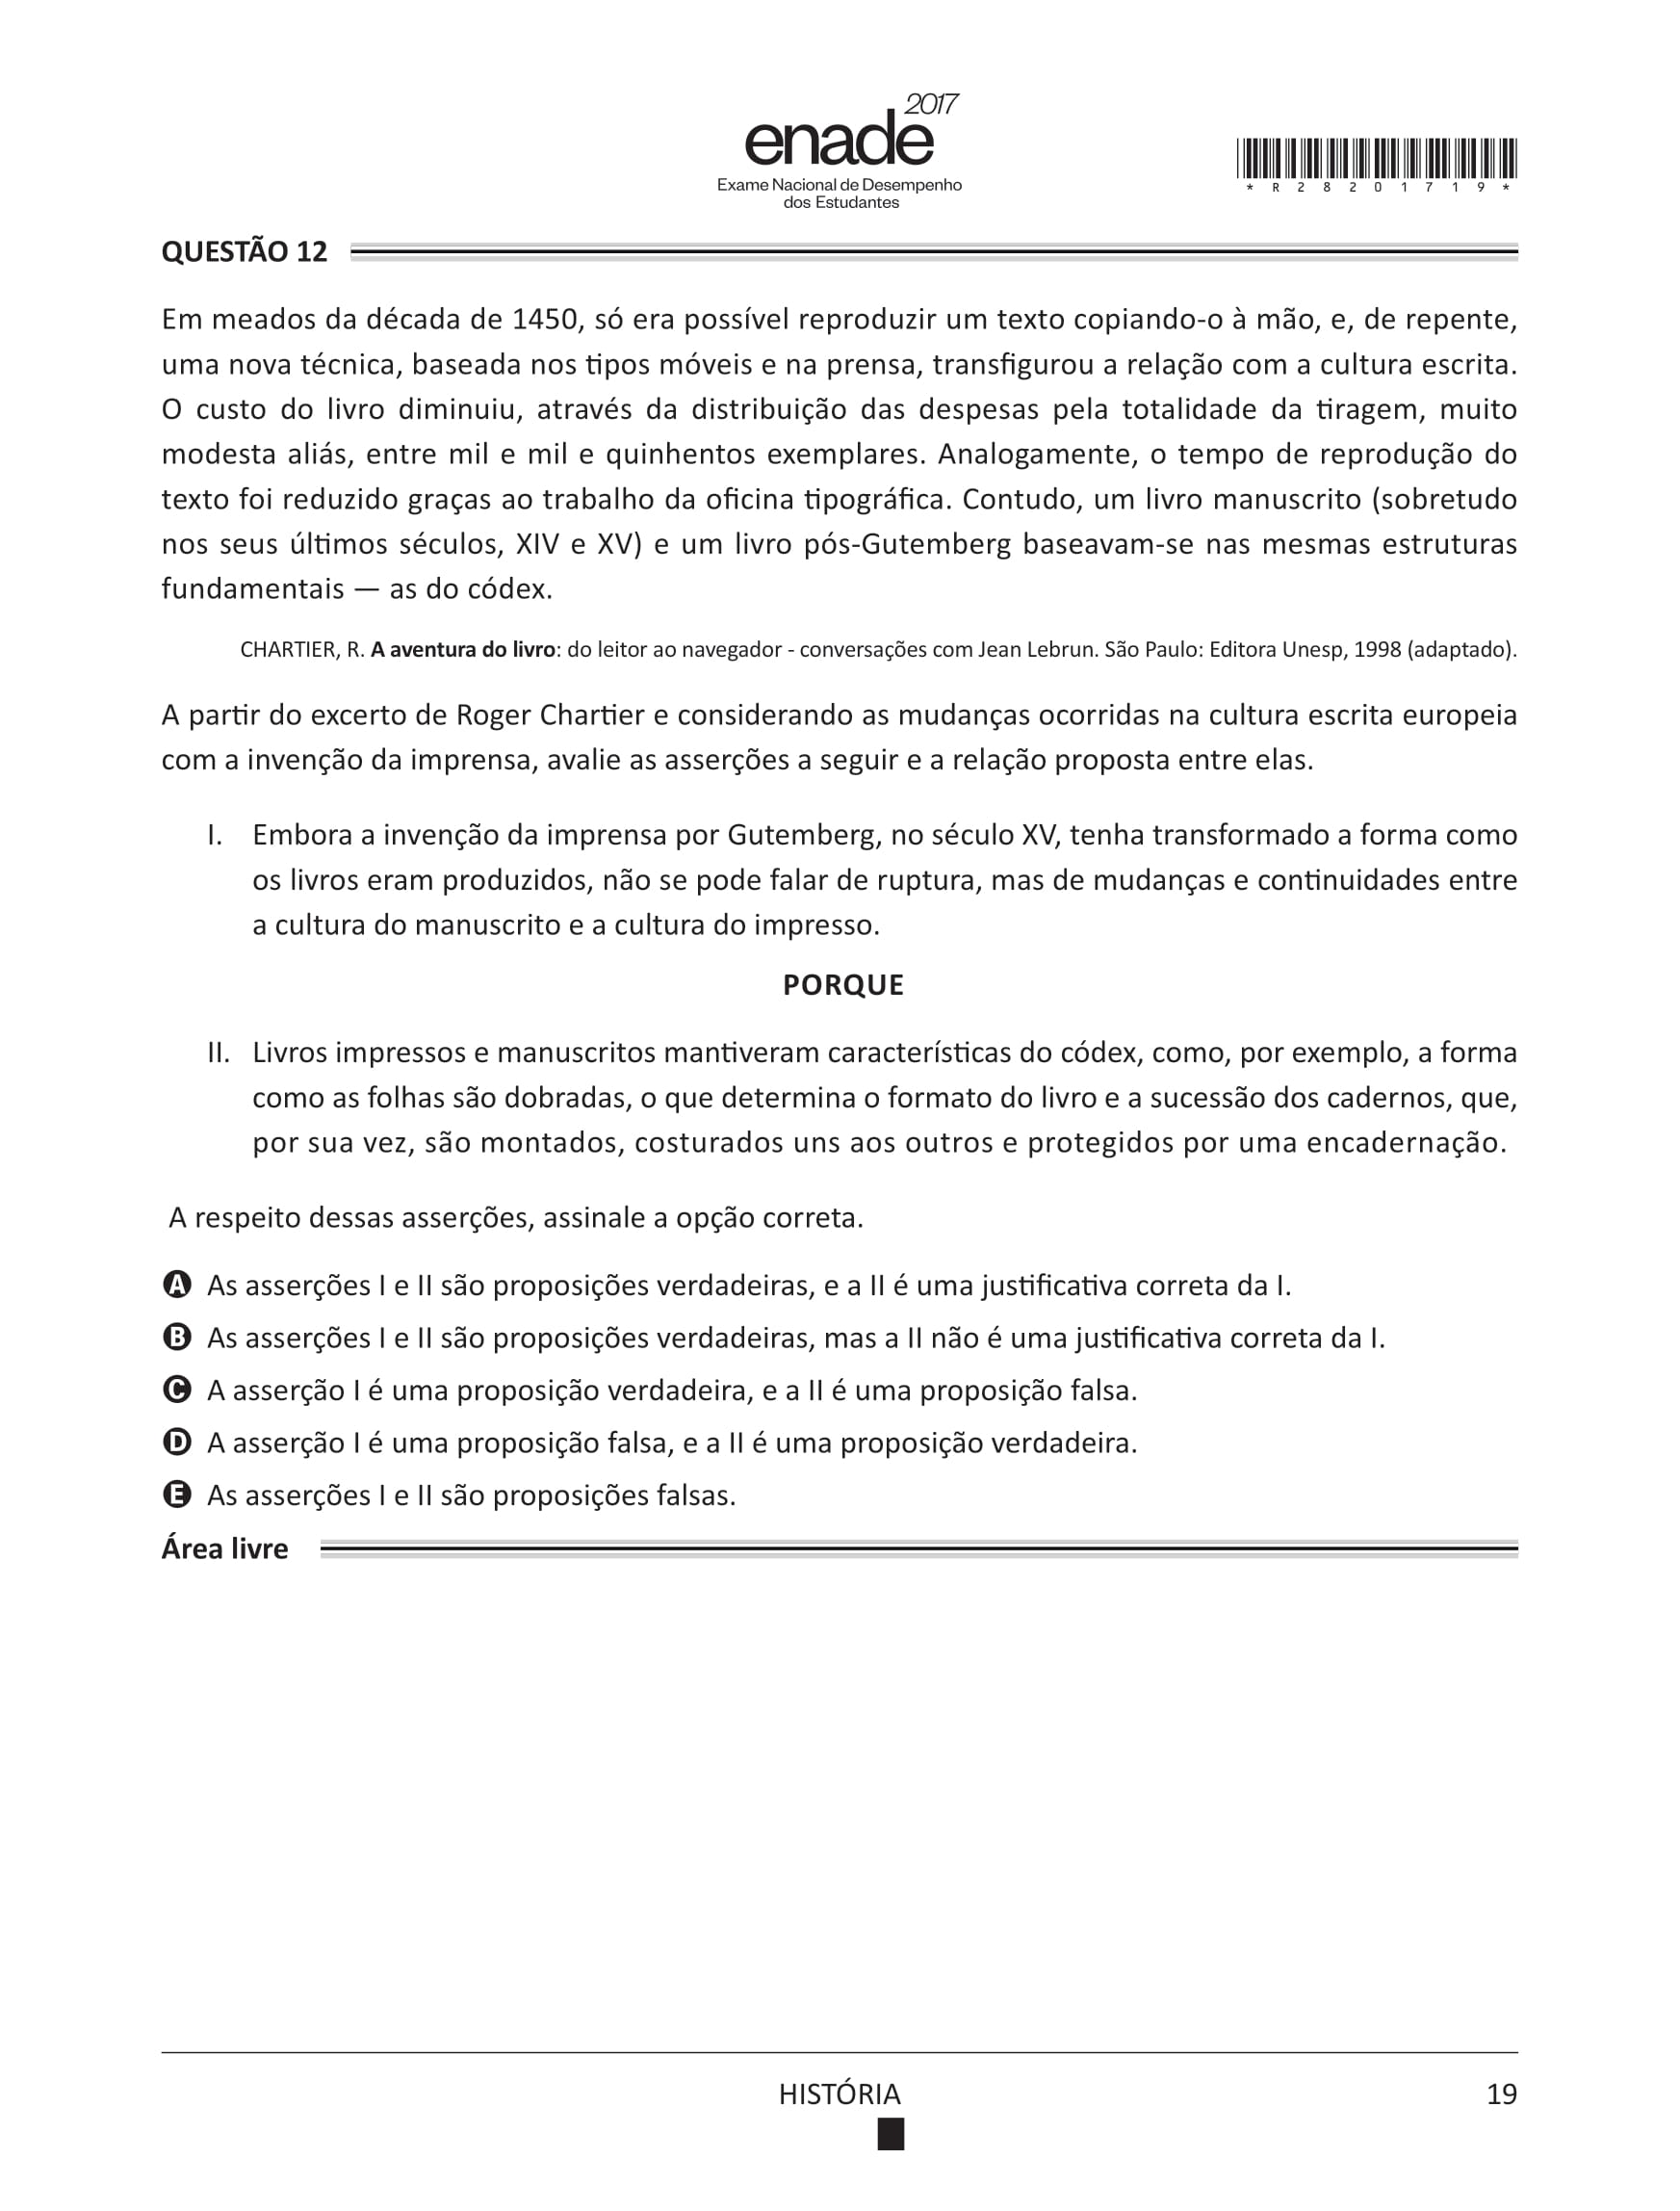 2017
enade
Exame Nacional de Desempenho
dos Estudantes
* R 2 8 2 0 1 7 1 9 *
QUESTÃO 12
Em meados da década de 1450, só era possível reproduzir um texto copiando-o à mão, e, de repente,
uma nova técnica, baseada nos tipos móveis e na prensa, transfigurou a relação com a cultura escrita.
O custo do livro diminuiu, através da distribuição das despesas pela totalidade da tiragem, muito
modesta aliás, entre mil e mil e quinhentos exemplares. Analogamente, o tempo de reprodução do
texto foi reduzido graças ao trabalho da oficina tipográfica. Contudo, um livro manuscrito (sobretudo
nos seus últimos séculos, XIV e XV) e um livro pós-Gutemberg baseavam-se nas mesmas estruturas
fundamentais — as do códex.
CHARTIER, R. A aventura do livro: do leitor ao navegador - conversações com Jean Lebrun. São Paulo: Editora Unesp, 1998 (adaptado).
A partir do excerto de Roger Chartier e considerando as mudanças ocorridas na cultura escrita europeia
com a invenção da imprensa, avalie as asserções a seguir e a relação proposta entre elas.
I. Embora a invenção da imprensa por Gutemberg, no século XV, tenha transformado a forma como
os livros eram produzidos, não se pode falar de ruptura, mas de mudanças e continuidades entre
a cultura do manuscrito e a cultura do impresso.
PORQUE
II. Livros impressos e manuscritos mantiveram características do códex, como, por exemplo, a forma
como as folhas são dobradas, o que determina o formato do livro e a sucessão dos cadernos, que,
por sua vez, são montados, costurados uns aos outros e protegidos por uma encadernação.
A respeito dessas asserções, assinale a opção correta.
A As asserções I e II são proposições verdadeiras, e a II é uma justificativa correta da I.
B As asserções I e II são proposições verdadeiras, mas a II não é uma justificativa correta da I.
C A asserção I é uma proposição verdadeira, e a II é uma proposição falsa.
D A asserção I é uma proposição falsa, e a II é uma proposição verdadeira.
E As asserções I e II são proposições falsas.
Área livre
HISTÓRIA
19